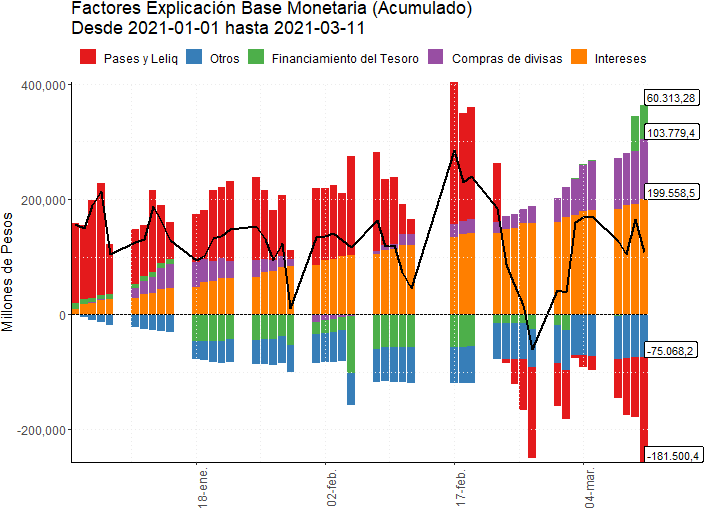 Factores Explicación Base Monetaria (Acumulado)
Desde 2021-01-01 hasta 2021-03-11
Pases y Leliq Otros Financiamiento del Tesoro Compras de divisas Intereses
Millones de Pesos
400,000
200,000
0
-200,000
60.313,28
103.779,4
199.558,5
-75.068,2
-181.500,4
18-ene.
02-feb.
17-feb.
04-mar.